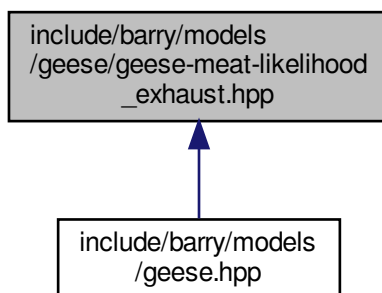 include/barry/models
/geese/geese-meat-likelihood
_exhaust.hpp
include/barry/models
/geese.hpp